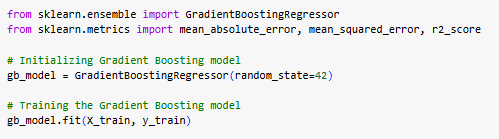 from sklearn.ensemble import GradientBoostingRegressor
from sklearn.metrics import mean_absolute_error, mean_squared_error, r2_score
# Initializing Gradient Boosting model
gb_model = GradientBoostingRegressor(random_state=42)
# Training the Gradient Boosting model
gb_model.fit(X_train, y_train)